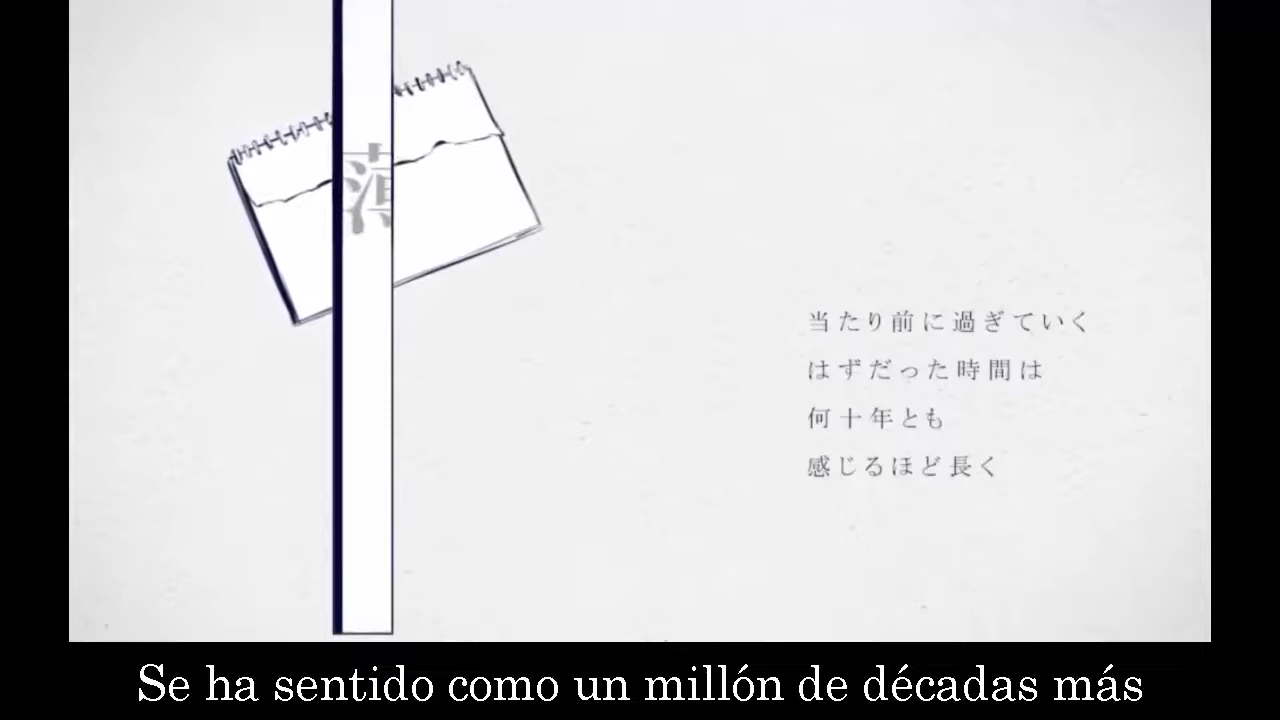 当たり前に過ぎていく
はずだった時間は
何十年とも
感じるほど長く
Se ha sentido como un millón de décadas más